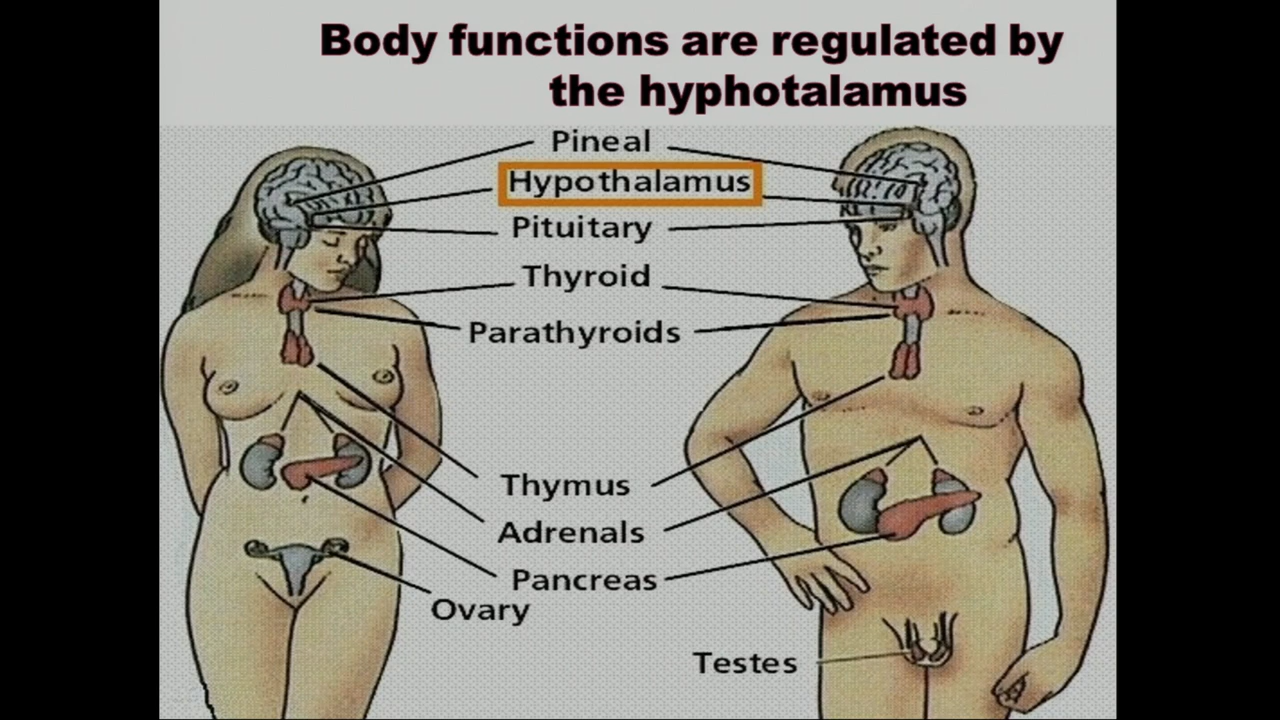 Body functions are regulated by
the hyphotalamus
Pineal
Hypothalamus
Pituitary
Thyroid
Parathyroids
Thymus
Adrenals
Pancreas
Ovary
Testes